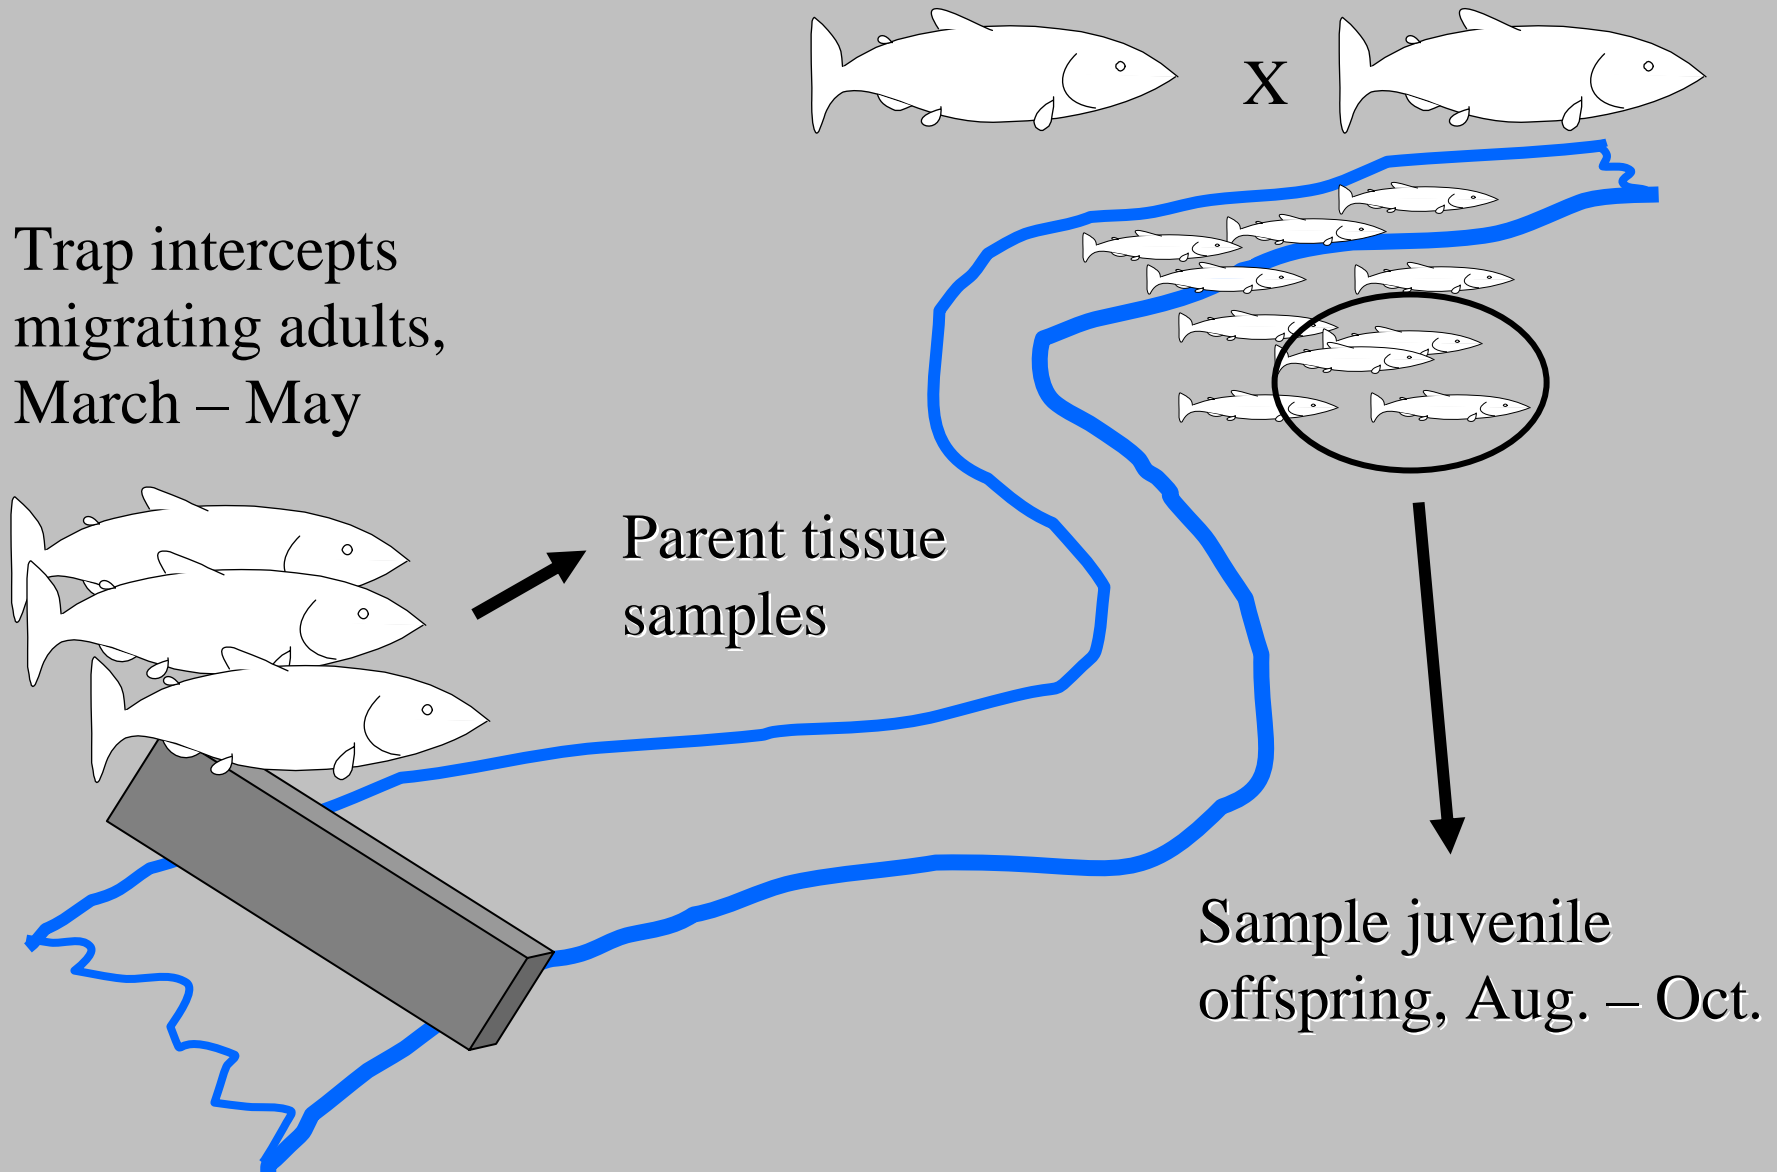 X
Trap intercepts
migrating adults,
March – May
Parent tissue
samples
Sample juvenile
offspring, Aug. – Oct.